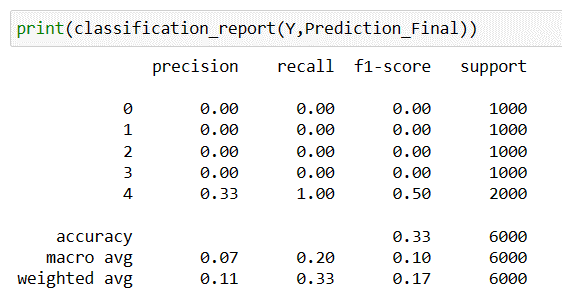 print(classification_report(Y,Prediction_Final))
precision recall f1-score support
0 0.00 0.00 0.00 1000
1 0.00 0.00 0.00 1000
2 0.00 0.00 0.00 1000
3 0.00 0.00 0.00 1000
4 0.33 1.00 0.50 2000
accuracy 0.33 6000
macro avg 0.07 0.20 0.10 6000
weighted avg 0.11 0.33 0.17 6000